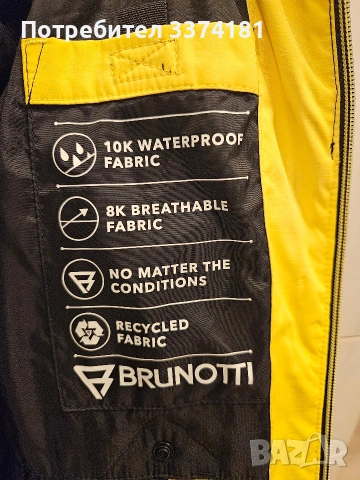 Потребител 3374181
10K WATERPROOF
FABRIC
8K BREATHABLE
FABRIC
NO MATTER THE
CONDITIONS
RECYCLED
FABRIC
BRUNOTTI
BAZAR